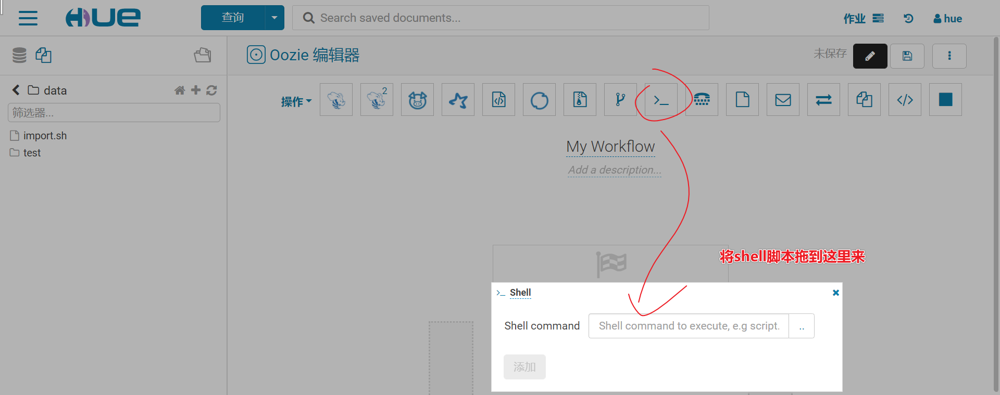 HUE
查询
Search saved documents...
作业
hue
Oozie 编辑器
未保存
data
筛选器...
import.sh
test
操作
2
My Workflow
Add a description...
将shell脚本拖到这里来
>_ Shell
Shell command
Shell command to execute, e.g script.
..
添加